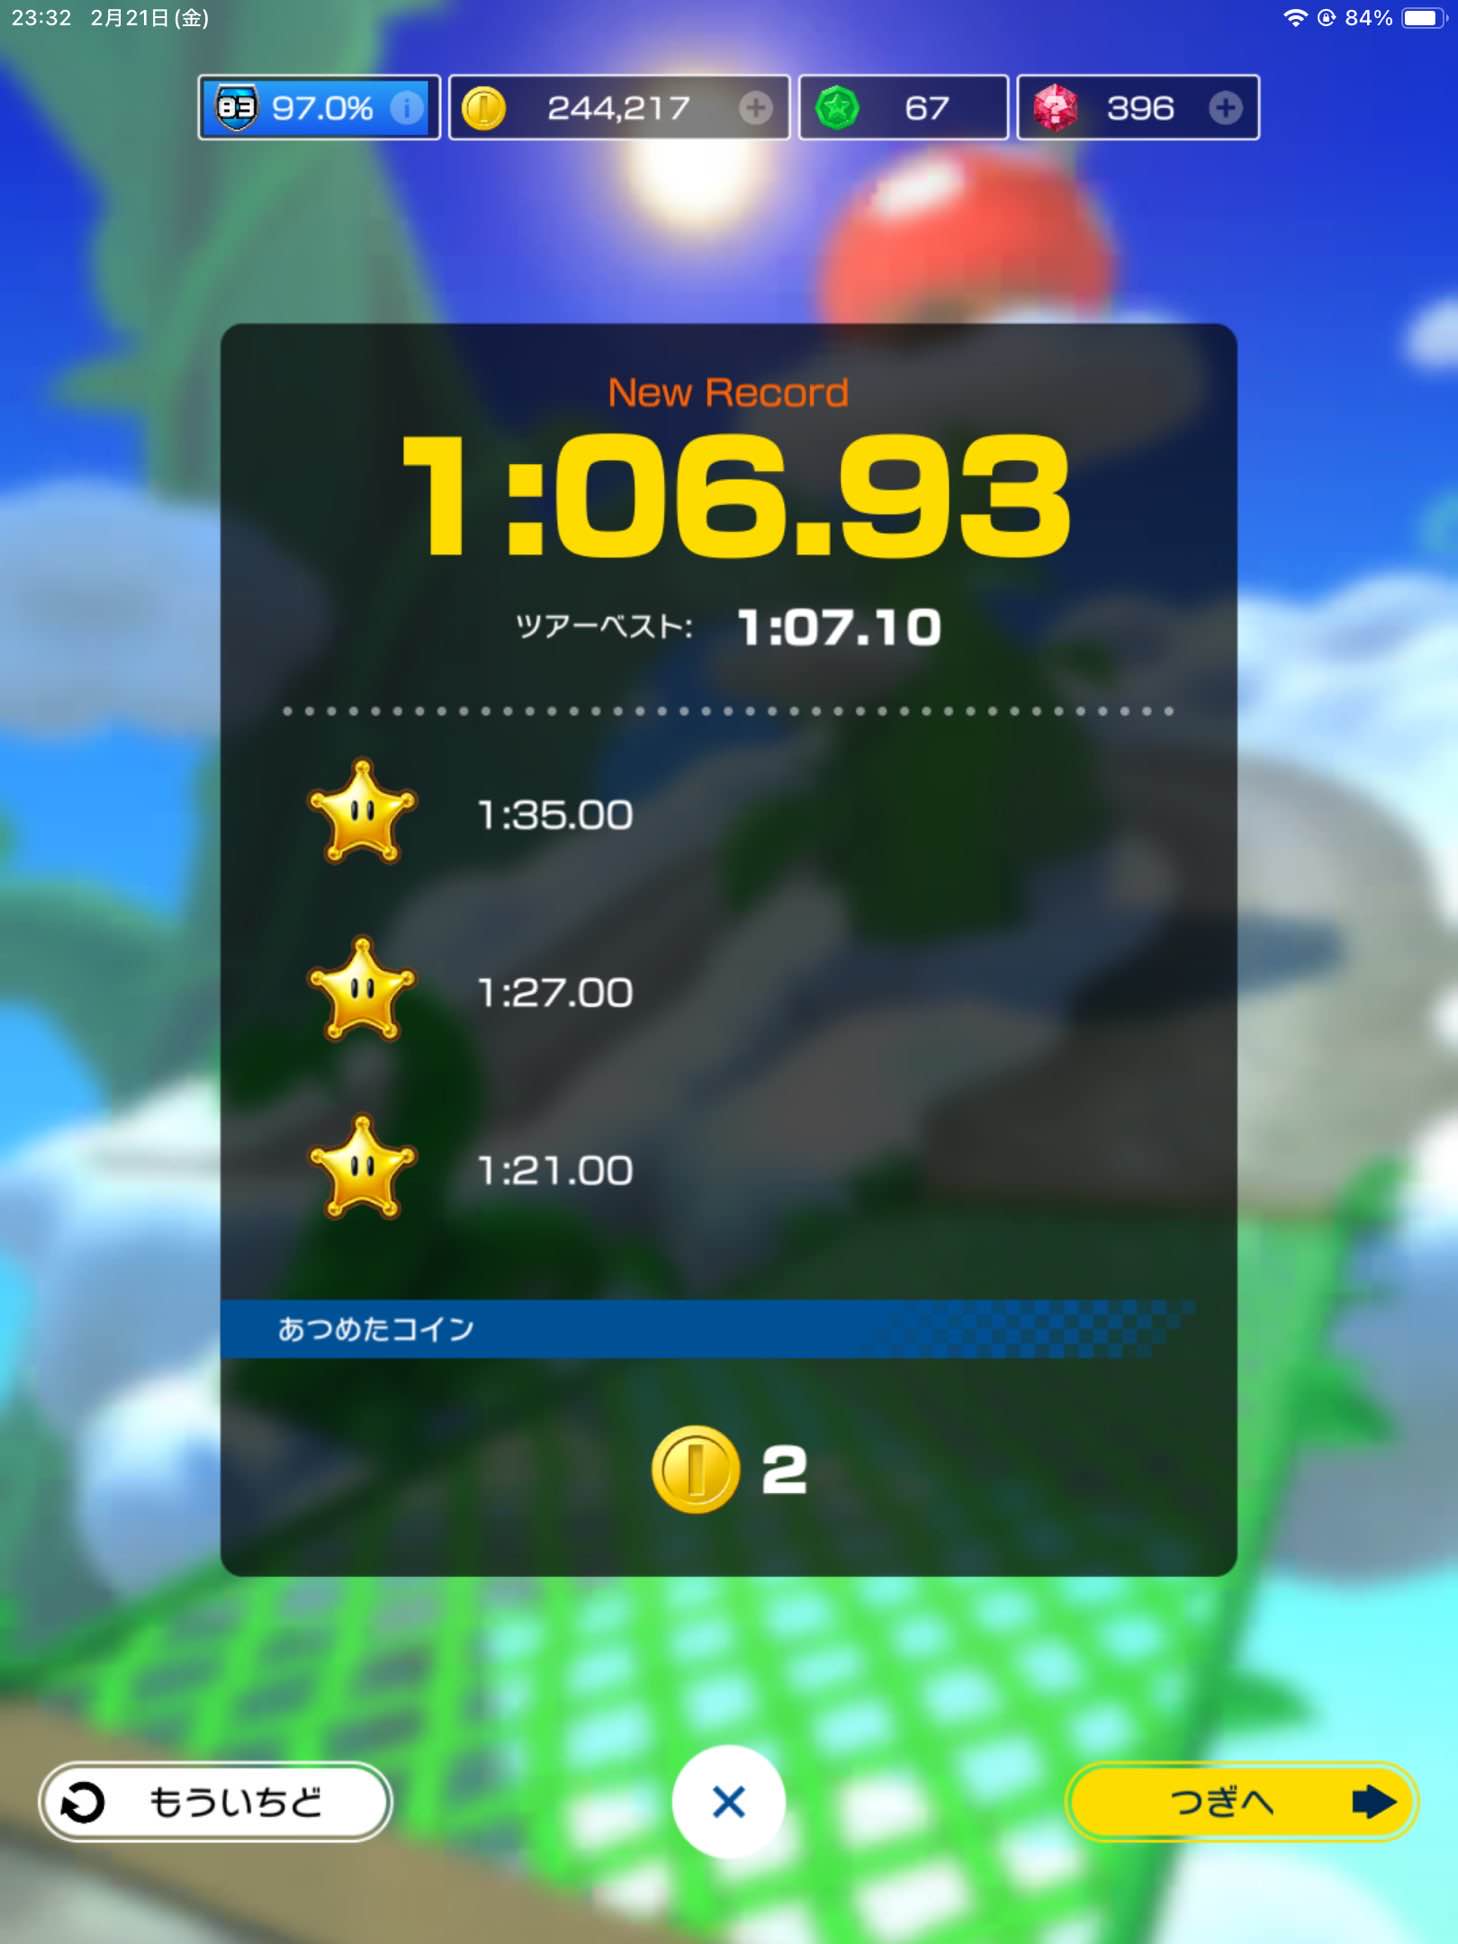 23:32 2月21日(金) 84%
83 97.0% i 244,217 + 67 396 +
New Record
1:06.93
ツアーベスト: 1:07.10
1:35.00
1:27.00
1:21.00
あつめたコイン
2
もういちど × つぎへ